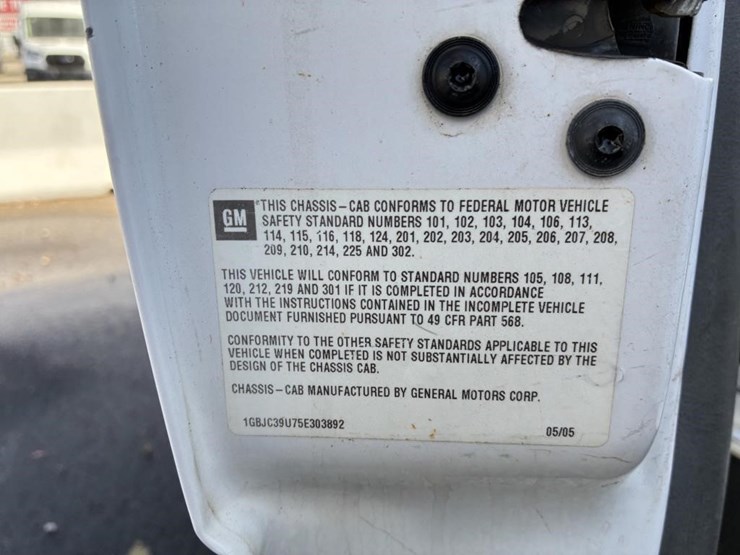 GM
"THIS CHASSIS-CAB CONFORMS TO FEDERAL MOTOR VEHICLE
SAFETY STANDARD NUMBERS 101, 102, 103, 104, 106, 113,
114, 115, 116, 118, 124, 201, 202, 203, 204, 205, 206, 207, 208,
209, 210, 214, 225 AND 302.
THIS VEHICLE WILL CONFORM TO STANDARD NUMBERS 105, 108, 111,
120, 212, 219 AND 301 IF IT IS COMPLETED IN ACCORDANCE
WITH THE INSTRUCTIONS CONTAINED IN THE INCOMPLETE VEHICLE
DOCUMENT FURNISHED PURSUANT TO 49 CFR PART 568.
CONFORMITY TO THE OTHER SAFETY STANDARDS APPLICABLE TO THIS
VEHICLE WHEN COMPLETED IS NOT SUBSTANTIALLY AFFECTED BY THE
DESIGN OF THE CHASSIS CAB.
CHASSIS-CAB MANUFACTURED BY GENERAL MOTORS CORP.
1GBJC39U75E303892 05/05